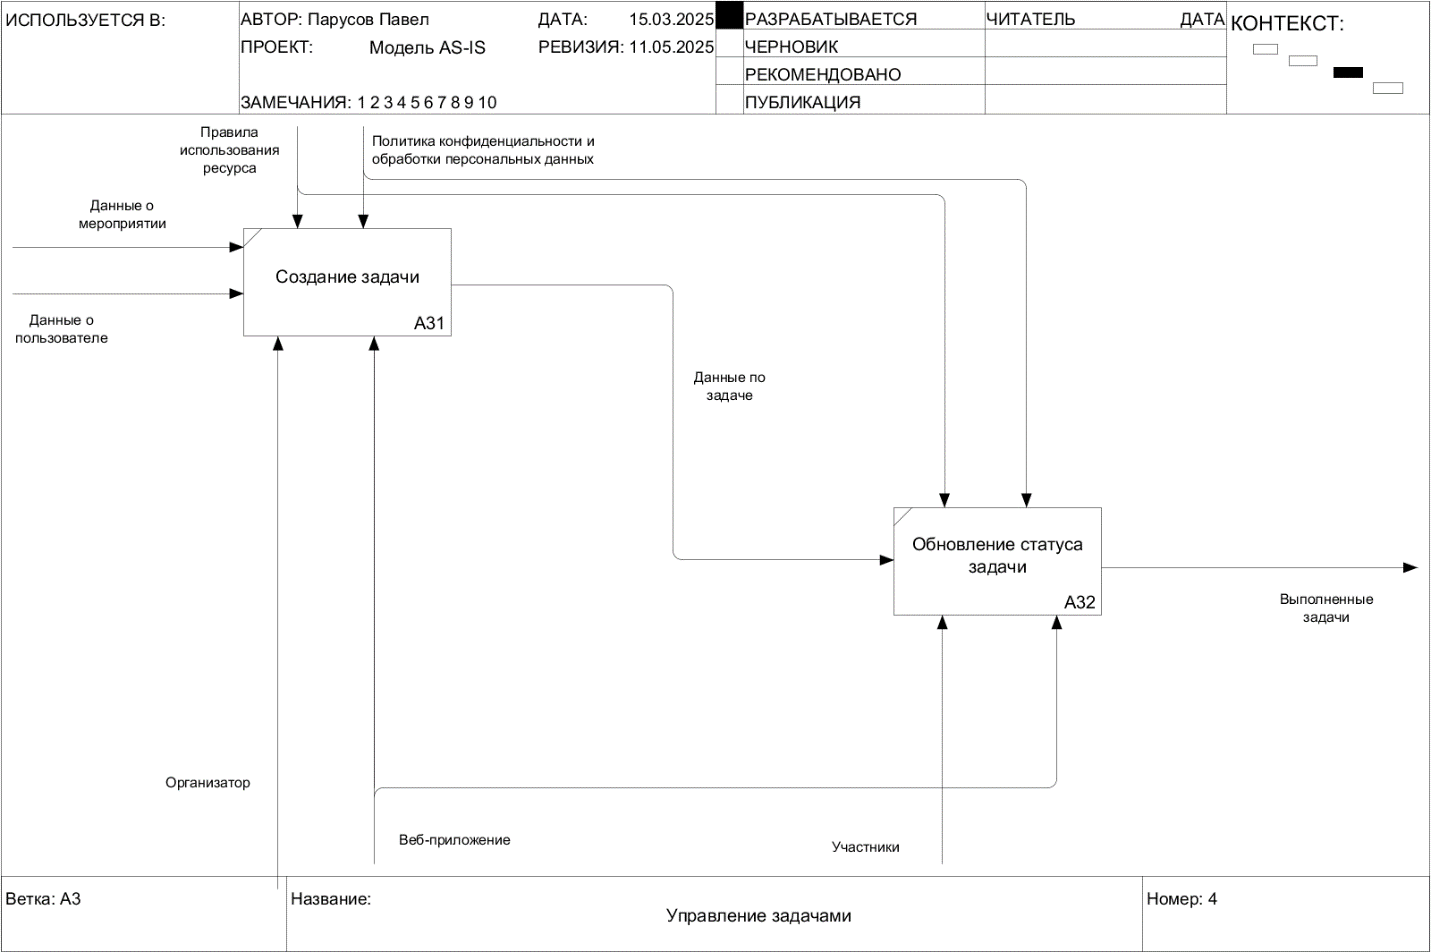 ИСПОЛЬЗУЕТСЯ В:
АВТОР: Парусов Павел
ДАТА: 15.03.2025
ПРОЕКТ: Модель AS-IS
РЕВИЗИЯ: 11.05.2025
ЗАМЕЧАНИЯ: 1 2 3 4 5 6 7 8 9 10
РАЗРАБАТЫВАЕТСЯ
ЧЕРНОВИК
РЕКОМЕНДОВАНО
ПУБЛИКАЦИЯ
ЧИТАТЕЛЬ
ДАТА
КОНТЕКСТ:
Правила
использования
ресурса
Политика конфиденциальности и
обработки персональных данных
Данные о
мероприятии
Создание задачи
A31
Данные о
пользователе
Данные по
задаче
Обновление статуса
задачи
A32
Выполненные
задачи
Организатор
Веб-приложение
Участники
Ветка: A3
Название:
Управление задачами
Номер: 4